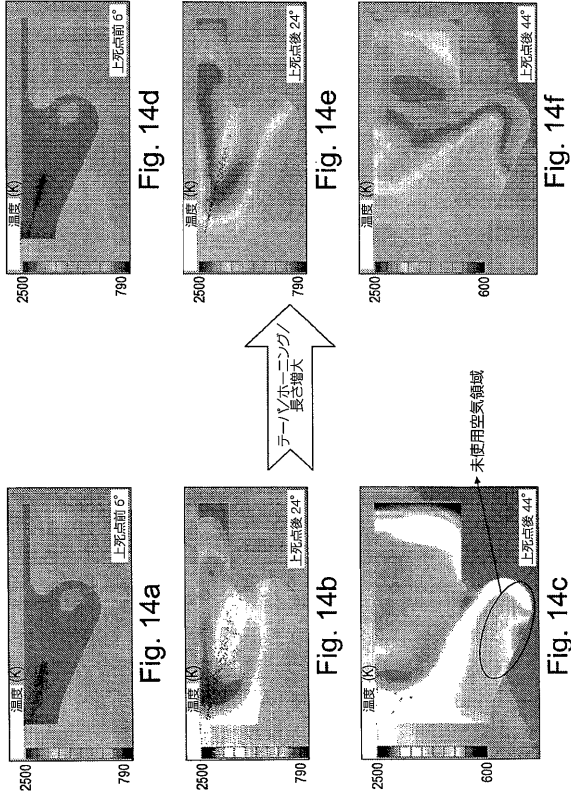 温度 (K)
2500
790
上死点前 6°
Fig. 14a
温度 (K)
2500
790
上死点後 24°
Fig. 14b
温度 (K)
2500
600
上死点後 44°
Fig. 14c
未使用空気領域
テーパ/ホーニング/
長さ増大
温度 (K)
2500
790
上死点前 6°
Fig. 14d
温度 (K)
2500
790
上死点後 24°
Fig. 14e
温度 (K)
2500
600
上死点後 44°
Fig. 14f